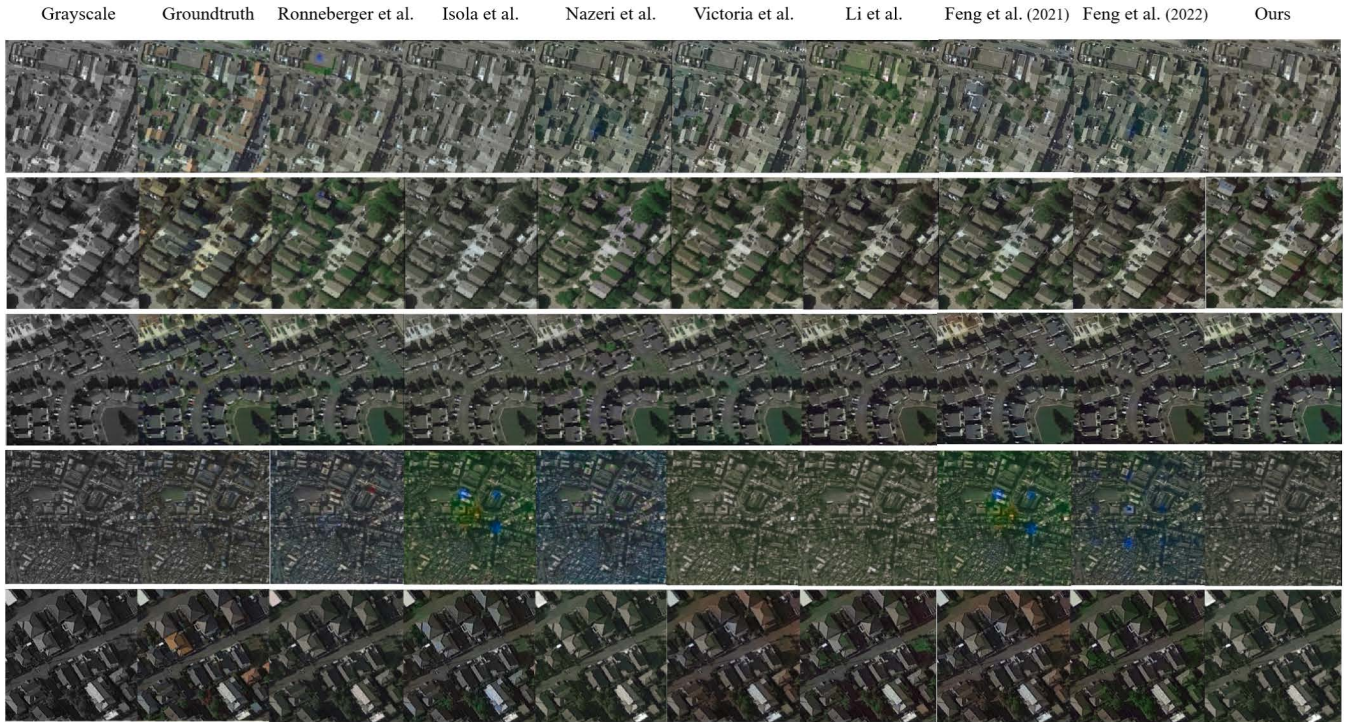 Grayscale Groundtruth Ronneberger et al. Isola et al. Nazeri et al. Victoria et al. Li et al. Feng et al. (2021) Feng et al. (2022) Ours